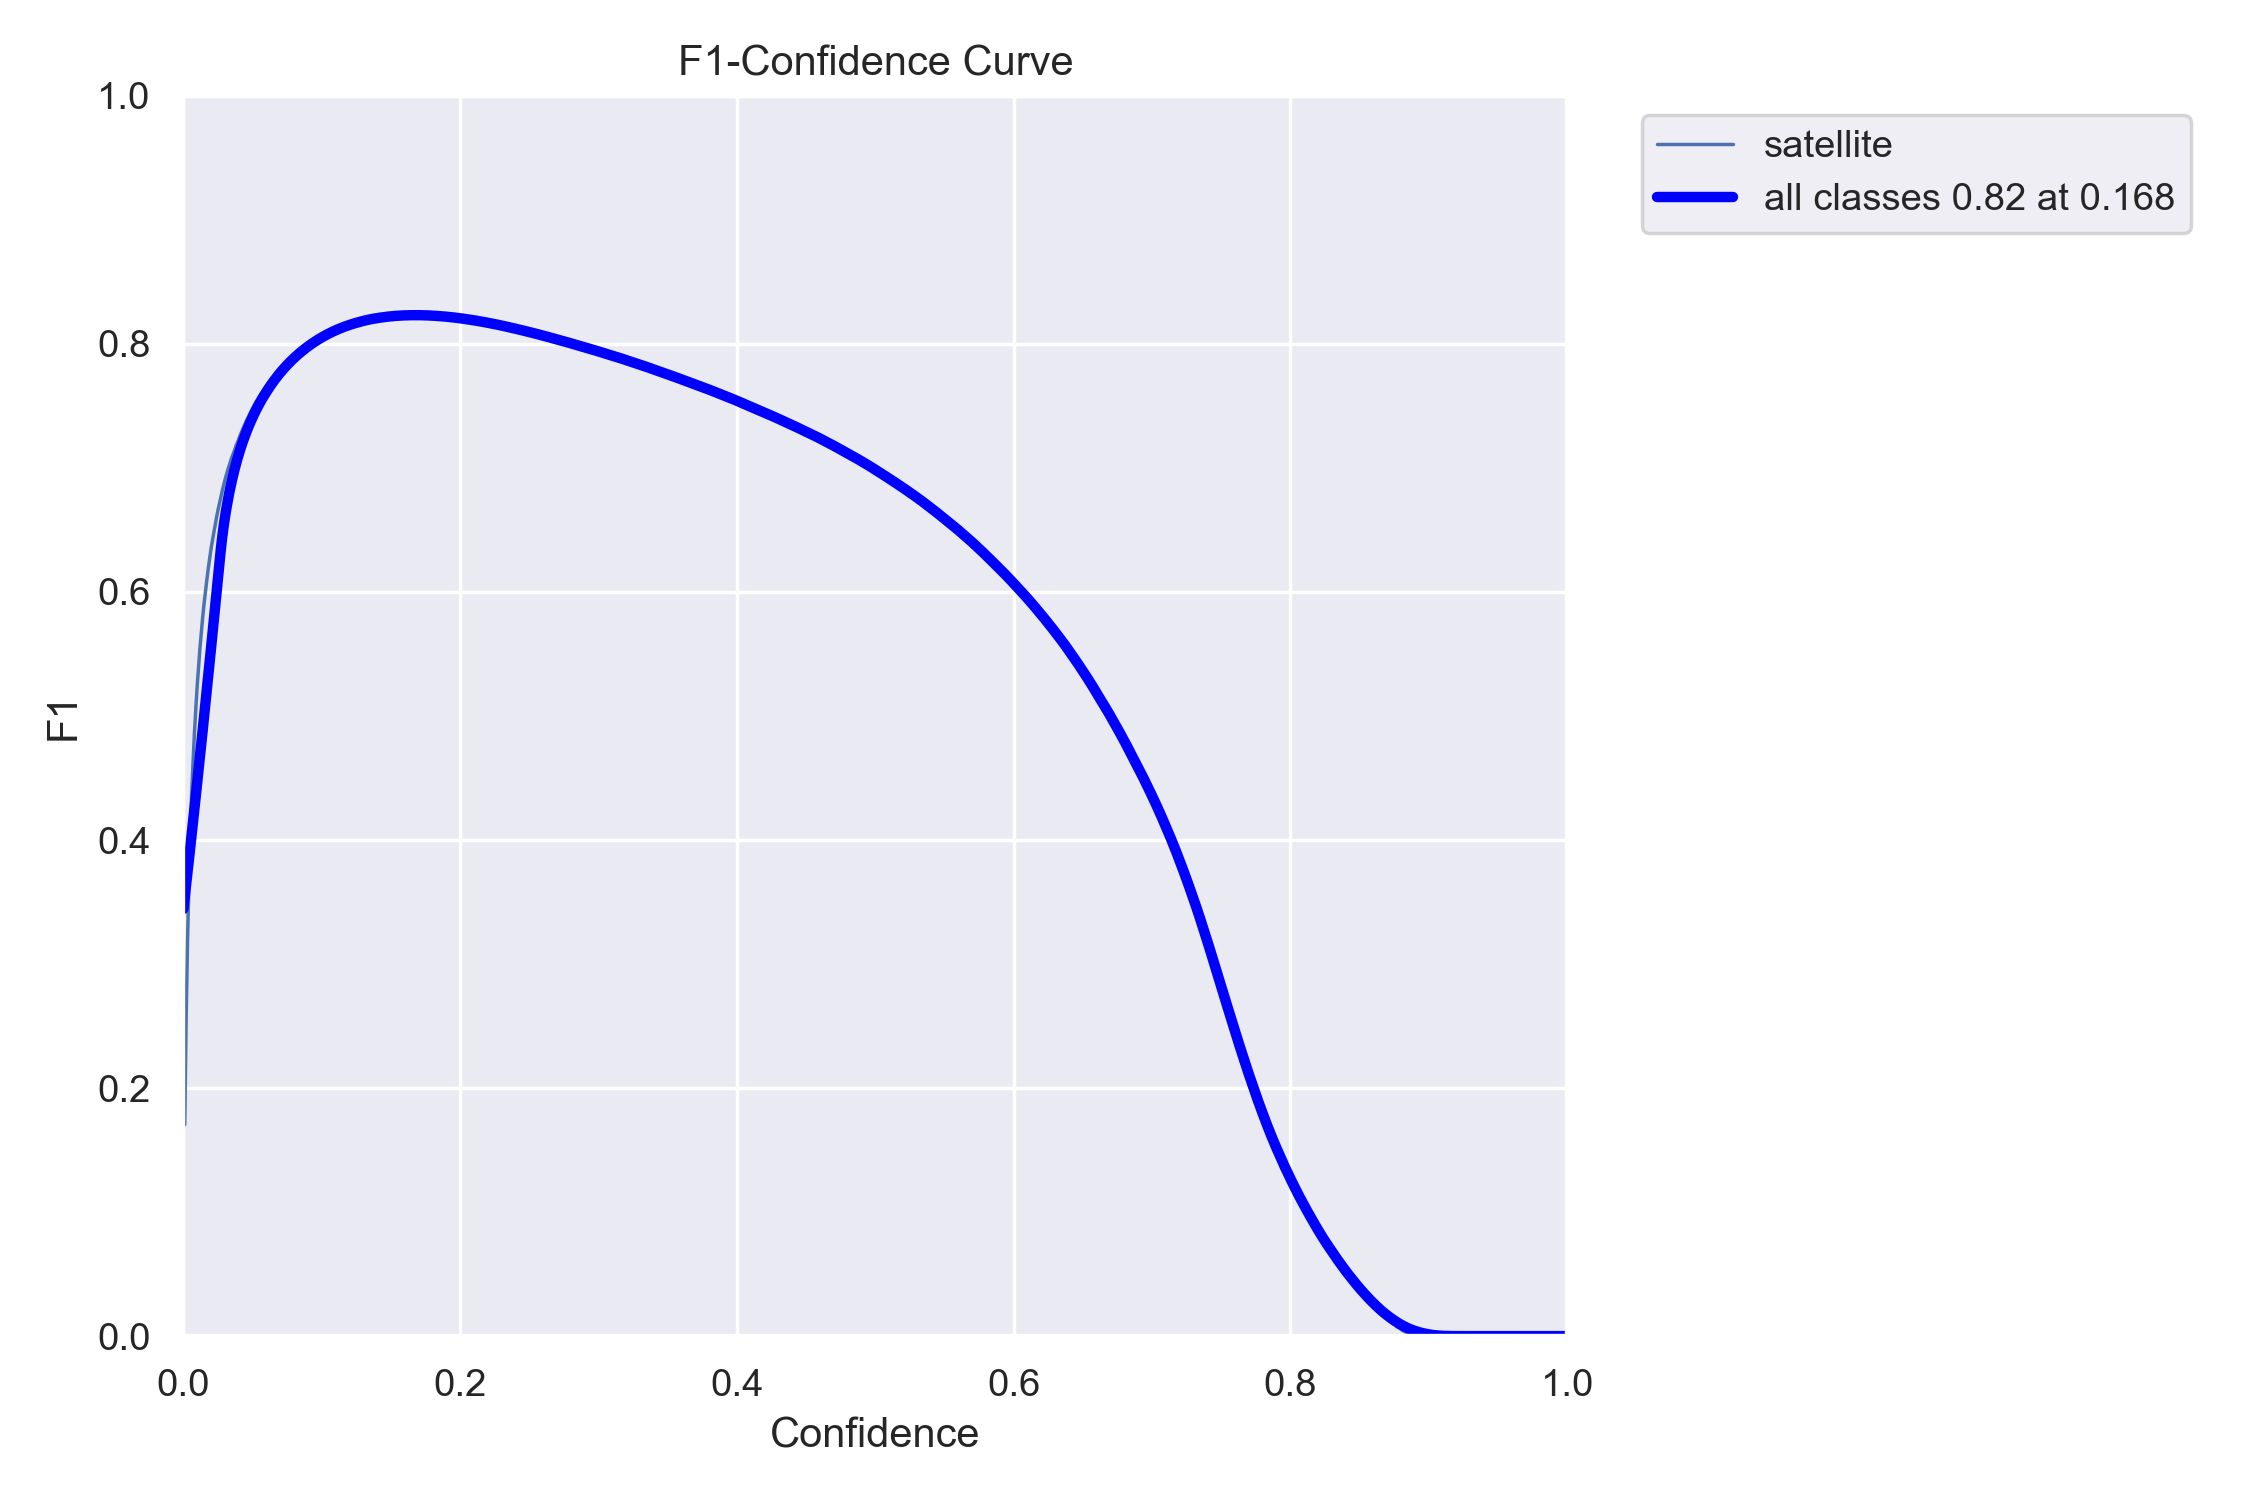 F1-Confidence Curve
satellite
all classes 0.82 at 0.168
F1
1.0
0.8
0.6
0.4
0.2
0.0
0.0 0.2 0.4 0.6 0.8 1.0
Confidence